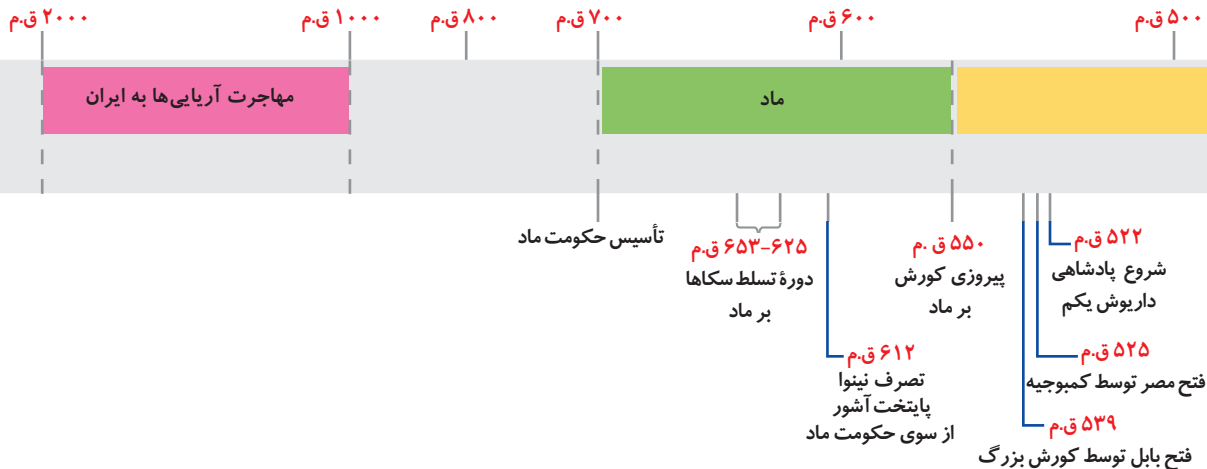 ۲۰۰۰ ق.م
۱۰۰۰ ق.م
۸۰۰ ق.م
۷۰۰ ق.م
۶۰۰ ق.م
۵۰۰ ق.م
مهاجرت آریایی‌ها به ایران
ماد
تأسیس حکومت ماد
۶۵۳-۶۲۵ ق.م
دورهٔ تسلط سکاها
بر ماد
۶۱۲ ق.م
تصرف نینوا
پایتخت آشور
از سوی حکومت ماد
۵۵۰ ق .م
پیروزی کورش
بر ماد
۵۲۲ ق.م
شروع پادشاهی
داریوش یکم
۵۲۵ ق.م
فتح مصر توسط کمبوجیه
۵۳۹ ق.م
فتح بابل توسط کورش بزرگ